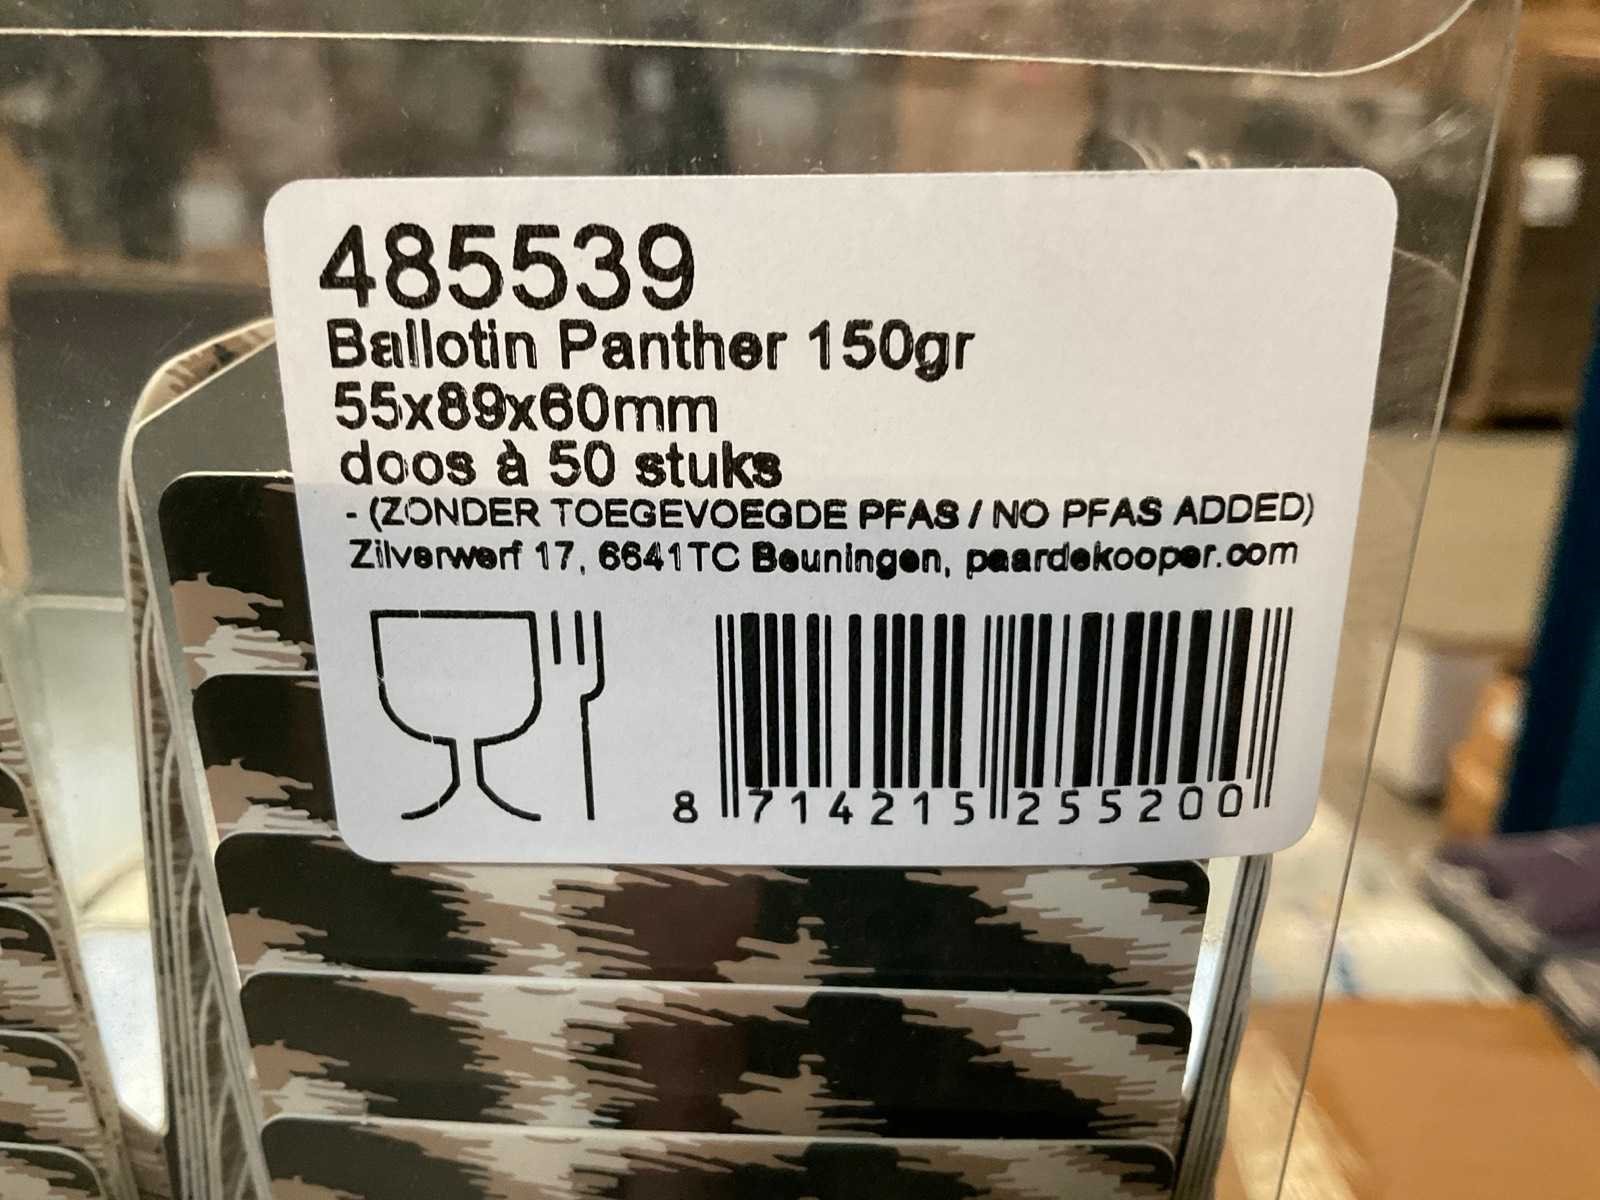 485539
Ballotin Panther 150gr
55x89x60mm
doos à 50 stuks
- (ZONDER TOEGEVOEGDE PFAS / NO PFAS ADDED)
Zilverwerf 17, 6641TC Beuningen, paardekooper.com
8 714215 255200